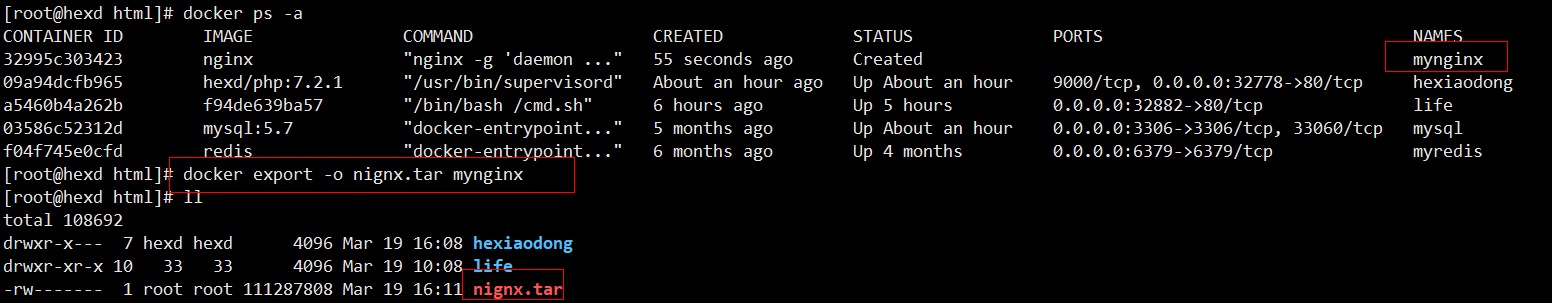 [root@hexd html]# docker ps -a
CONTAINER ID        IMAGE               COMMAND                  CREATED             STATUS              PORTS                               NAMES
32995c303423        nginx               "nginx -g 'daemon ..."   55 seconds ago      Created                                                 mynginx
09a94dcfb965        hexd/php:7.2.1      "/usr/bin/supervisord"   About an hour ago   Up About an hour    9000/tcp, 0.0.0.0:32778->80/tcp     hexiaodong
a5460b4a262b        f94de639ba57        "/bin/bash /cmd.sh"      6 hours ago         Up 5 hours          0.0.0.0:32882->80/tcp               life
03586c52312d        mysql:5.7           "docker-entrypoint..."   5 months ago        Up About an hour    0.0.0.0:3306->3306/tcp, 33060/tcp   mysql
f04f745e0cfd        redis               "docker-entrypoint..."   6 months ago        Up 4 months         0.0.0.0:6379->6379/tcp              myredis
[root@hexd html]# docker export -o nignx.tar mynginx
[root@hexd html]# ll
total 108692
drwxr-x---  7 hexd hexd      4096 Mar 19 16:08 hexiaodong
drwxr-xr-x 10   33   33      4096 Mar 19 10:08 life
-rw-------  1 root root 111287808 Mar 19 16:11 nignx.tar